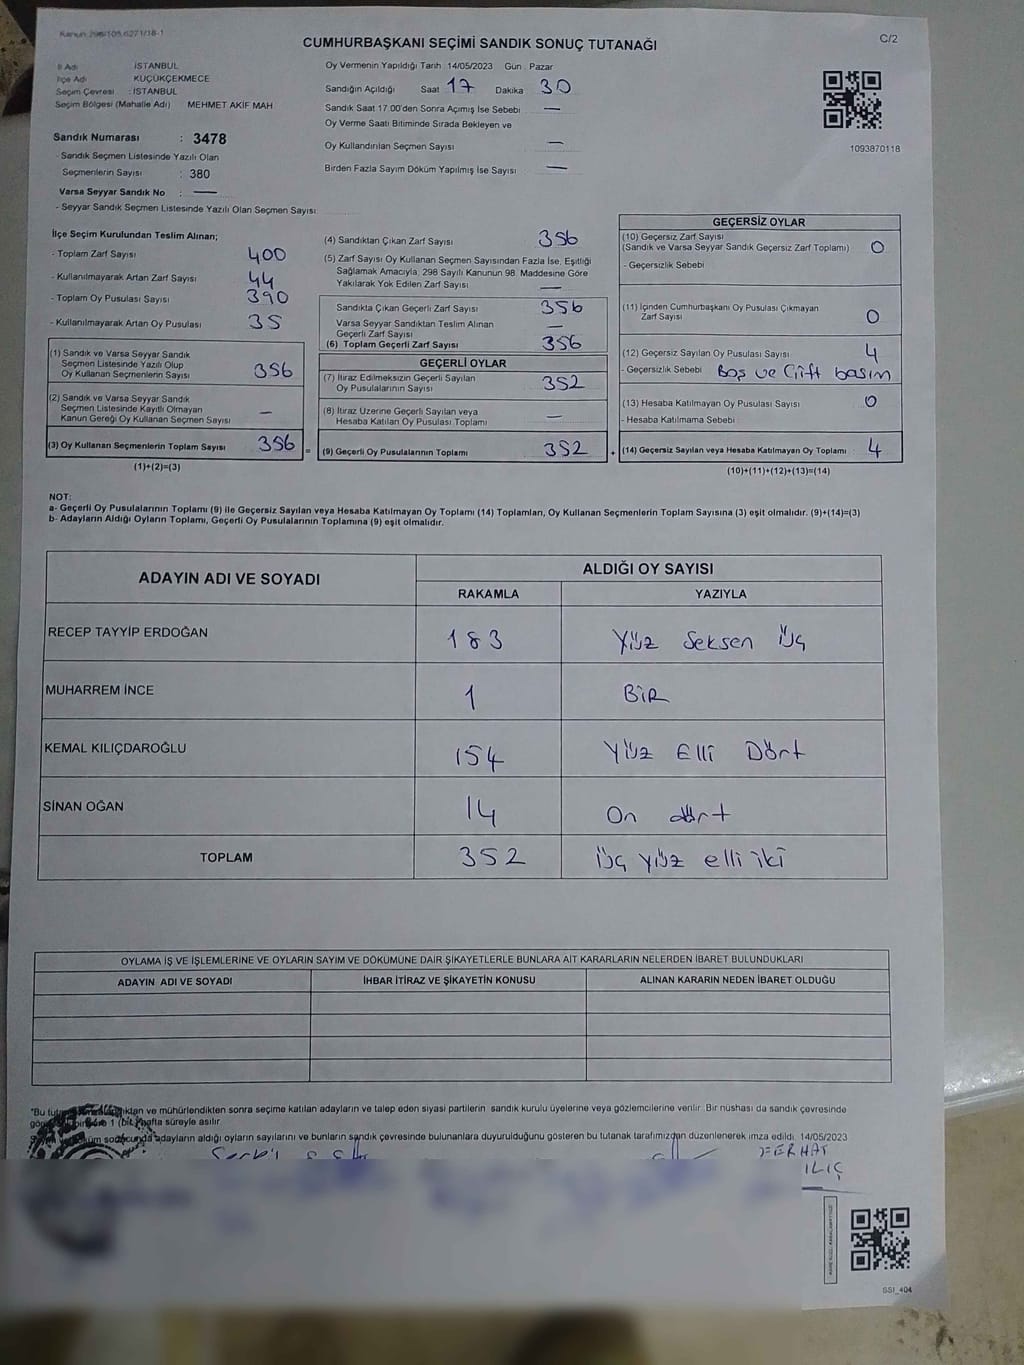 Kanun 298/105,6271/18-1
C/2
CUMHURBAŞKANI SEÇİMİ SANDIK SONUÇ TUTANAĞI
İl Adı : İSTANBUL
İlçe Adı : KÜÇÜKÇEKMECE
Seçim Çevresi : İSTANBUL
Seçim Bölgesi (Mahalle Adı) MEHMET AKİF MAH
Sandık Numarası : 3478
- Sandık Seçmen Listesinde Yazılı Olan
Seçmenlerin Sayısı : 380
Varsa Seyyar Sandık No : —
- Seyyar Sandık Seçmen Listesinde Yazılı Olan Seçmen Sayısı:
Oy Vermenin Yapıldığı Tarih 14/05/2023 Gün : Pazar
Sandığın Açıldığı Saat 17 Dakika 30
Sandık Saat 17:00'den Sonra Açımış İse Sebebi —
Oy Verme Saati Bitiminde Sırada Bekleyen ve
Oy Kullandırılan Seçmen Sayısı —
Birden Fazla Sayım Döküm Yapılmış İse Sayısı —
1093870118
İlçe Seçim Kurulundan Teslim Alınan;
- Toplam Zarf Sayısı 400
- Kullanılmayarak Artan Zarf Sayısı 44
- Toplam Oy Pusulası Sayısı 390
- Kullanılmayarak Artan Oy Pusulası 35
(1) Sandık ve Varsa Seyyar Sandık
Seçmen Listesinde Yazılı Olup
Oy Kullanan Seçmenlerin Sayısı 356
(2) Sandık ve Varsa Seyyar Sandık
Seçmen Listesinde Kayıtlı Olmayan
Kanun Gereği Oy Kullanan Seçmen Sayısı —
(3) Oy Kullanan Seçmenlerin Toplam Sayısı 356 =
(1)+(2)=(3)
(4) Sandıktan Çıkan Zarf Sayısı 356
(5) Zarf Sayısı Oy Kullanan Seçmen Sayısından Fazla İse, Eşitliği
Sağlamak Amacıyla, 298 Sayılı Kanunun 98. Maddesine Göre
Yakılarak Yok Edilen Zarf Sayısı —
Sandıkta Çıkan Geçerli Zarf Sayısı 356
Varsa Seyyar Sandıktan Teslim Alınan
Geçerli Zarf Sayısı —
(6) Toplam Geçerli Zarf Sayısı 356
GEÇERLİ OYLAR
(7) İtiraz Edilmeksizin Geçerli Sayılan
Oy Pusulalarının Sayısı 352
(8) İtiraz Üzerine Geçerli Sayılan veya
Hesaba Katılan Oy Pusulası Toplamı —
(9) Geçerli Oy Pusulalarının Toplamı 352 +
GEÇERSİZ OYLAR
(10) Geçersiz Zarf Sayısı
(Sandık ve Varsa Seyyar Sandık Geçersiz Zarf Toplamı) 0
- Geçersizlik Sebebi
(11) İçinden Cumhurbaşkanı Oy Pusulası Çıkmayan
Zarf Sayısı 0
(12) Geçersiz Sayılan Oy Pusulası Sayısı 4
- Geçersizlik Sebebi Boş ve Çift basım
(13) Hesaba Katılmayan Oy Pusulası Sayısı 0
- Hesaba Katılmama Sebebi
(14) Geçersiz Sayılan veya Hesaba Katılmayan Oy Toplamı 4
(10)+(11)+(12)+(13)=(14)
NOT:
a- Geçerli Oy Pusulalarının Toplamı (9) ile Geçersiz Sayılan veya Hesaba Katılmayan Oy Toplamı (14) Toplamları, Oy Kullanan Seçmenlerin Toplam Sayısına (3) eşit olmalıdır. (9)+(14)=(3)
b- Adayların Aldığı Oyların Toplamı, Geçerli Oy Pusulalarının Toplamına (9) eşit olmalıdır.
ADAYIN ADI VE SOYADI
ALDIĞI OY SAYISI
RAKAMLA YAZIYLA
RECEP TAYYİP ERDOĞAN 183 Yüz Seksen Üç
MUHARREM İNCE 1 BİR
KEMAL KILIÇDAROĞLU 154 Yüz Elli Dört
SİNAN OĞAN 14 On dört
TOPLAM 352 Üç yüz elli iki
OYLAMA İŞ VE İŞLEMLERİNE VE OYLARIN SAYIM VE DÖKÜMÜNE DAİR ŞİKAYETLERLE BUNLARA AİT KARARLARIN NELERDEN İBARET BULUNDUKLARI
ADAYIN ADI VE SOYADI İHBAR İTİRAZ VE ŞİKAYETİN KONUSU ALINAN KARARIN NEDEN İBARET OLDUĞU
"Bu ve mühürlendikten sonra seçime katılan adayların ve talep eden siyasi partilerin sandık kurulu üyelerine veya gözlemcilerine verilir. Bir nüshası da sandık çevresinde
1 (bir) hafta süreyle asılır.
sonucunda adayların aldığı oyların sayılarını ve bunların sandık çevresinde bulunanlara duyurulduğunu gösteren bu tutanak tarafımızdan düzenlenerek imza edildi. 14/05/2023
FERHAT
ILIÇ
SSI_404